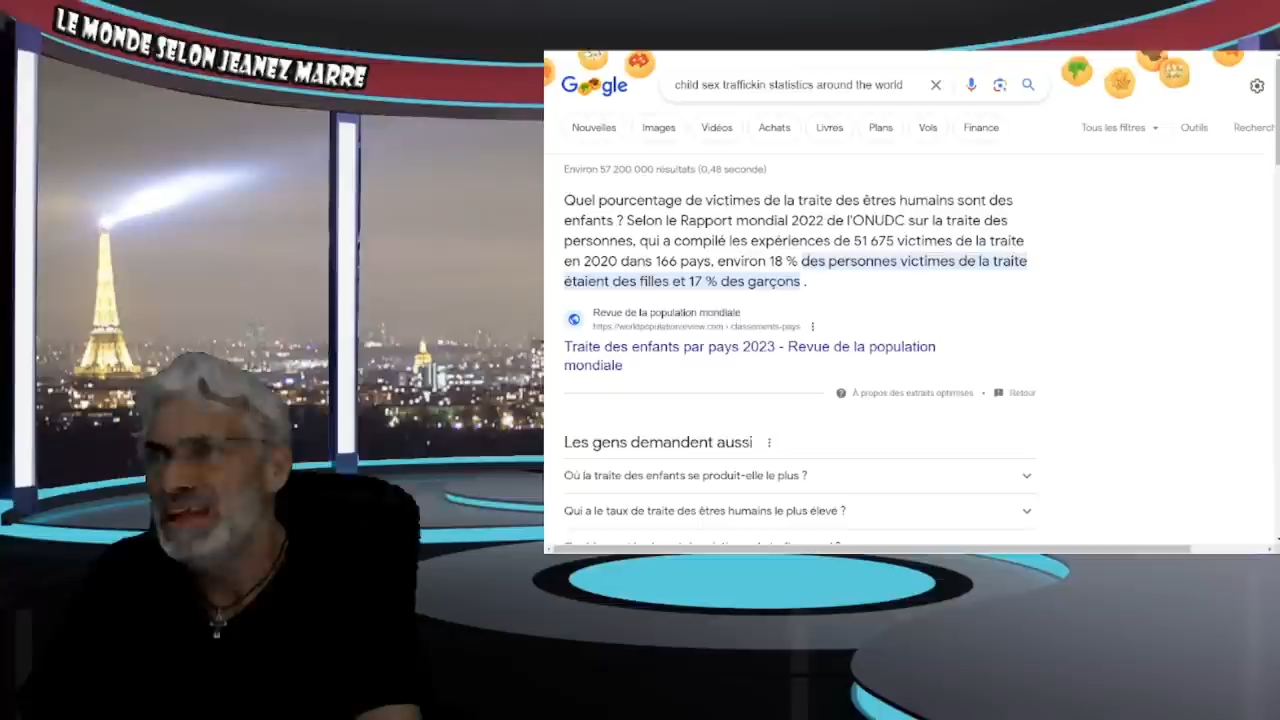 LE MONDE SELON JEANEZ MARRE
Google
child sex traffickin statistics around the world
Nouvelles Images Vidéos Achats Livres Plans Vols Finance Tous les filtres Outils Recherch
Environ 57 200 000 résultats (0,48 seconde)
Quel pourcentage de victimes de la traite des êtres humains sont des
enfants ? Selon le Rapport mondial 2022 de l'ONUDC sur la traite des
personnes, qui a compilé les expériences de 51 675 victimes de la traite
en 2020 dans 166 pays, environ 18 % des personnes victimes de la traite
étaient des filles et 17 % des garçons .
Revue de la population mondiale
https://worldpopulationreview.com › classements-pays
Traite des enfants par pays 2023 - Revue de la population
mondiale
À propos des extraits optimisés • Retour
Les gens demandent aussi
Où la traite des enfants se produit-elle le plus ?
Qui a le taux de traite des êtres humains le plus élevé ?